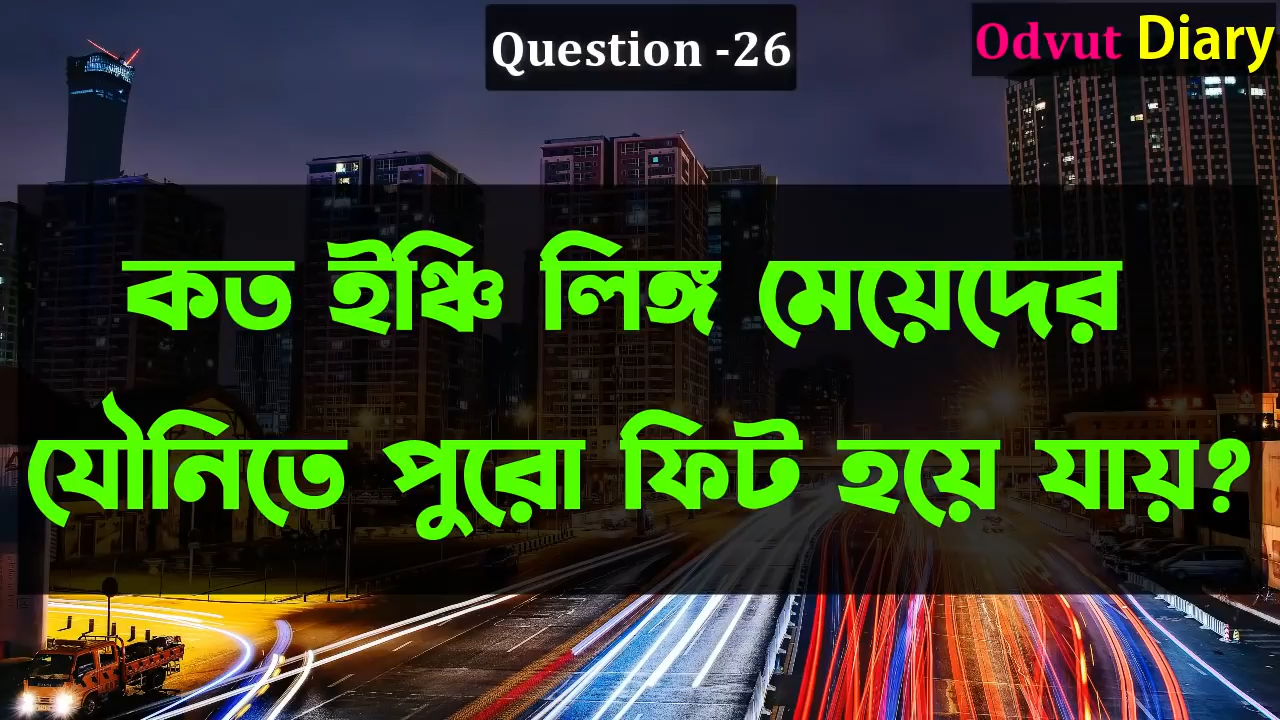 Question -26
Odvut Diary
কত ইঞ্চি লিঙ্গ মেয়েদের
যৌনিতে পুরো ফিট হয়ে যায়?